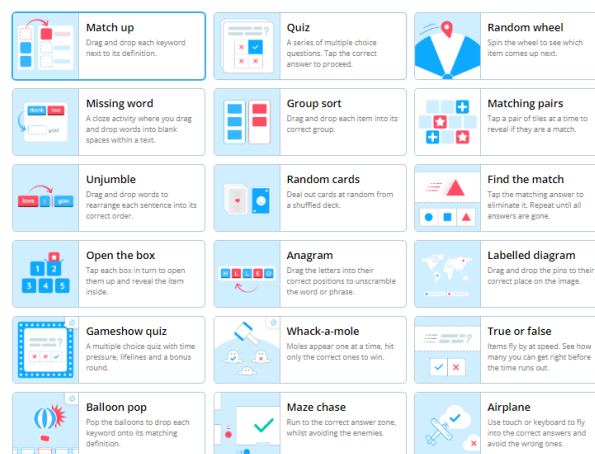 Match up
Drag and drop each keyword
next to its definition.
Quiz
A series of multiple choice
questions. Tap the correct
answer to proceed.
Random wheel
Spin the wheel to see which
item comes up next.
Missing word
A cloze activity where you drag
and drop words into blank
spaces within a text.
thank
you!
Group sort
Drag and drop each item into its
correct group.
Matching pairs
Tap a pair of tiles at a time to
reveal if they are a match.
Unjumble
Drag and drop words to
rearrange each sentence into its
correct order.
love
I
you
Random cards
Deal out cards at random from
a shuffled deck.
Find the match
Tap the matching answer to
eliminate it. Repeat until all
answers are gone.
Open the box
Tap each box in turn to open
them up and reveal the item
inside.
1 2
3 4 5
Anagram
Drag the letters into their
correct positions to unscramble
the word or phrase.
H L L E O
Labelled diagram
Drag and drop the pins to their
correct place on the image.
Gameshow quiz
A multiple choice quiz with time
pressure, lifelines and a bonus
round.
?
Whack-a-mole
Moles appear one at a time, hit
only the correct ones to win.
True or false
Items fly by at speed. See how
many you can get right before
the time runs out.
?
Balloon pop
Pop the balloons to drop each
keyword onto its matching
definition.
Maze chase
Run to the correct answer zone,
whilst avoiding the enemies.
Airplane
Use touch or keyboard to fly
into the correct answers and
avoid the wrong ones.